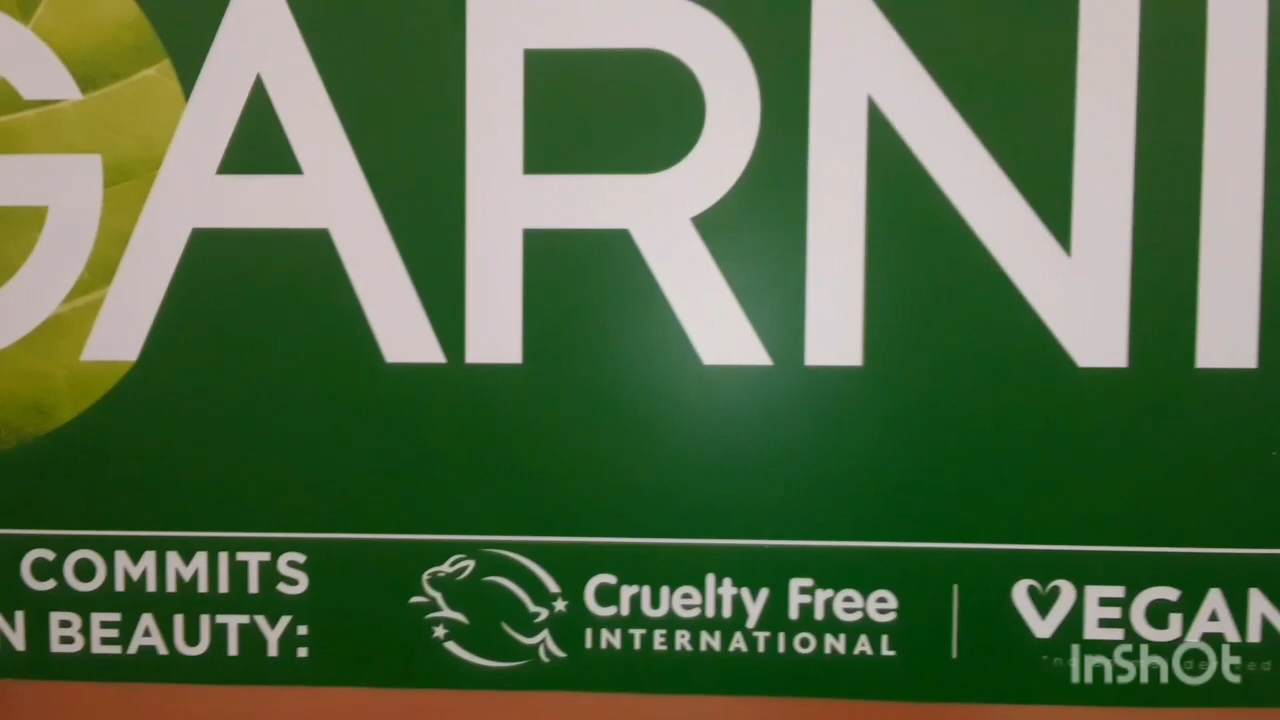 GARNI
COMMITS
N BEAUTY:
Cruelty Free
INTERNATIONAL
VEGAN
InShOt